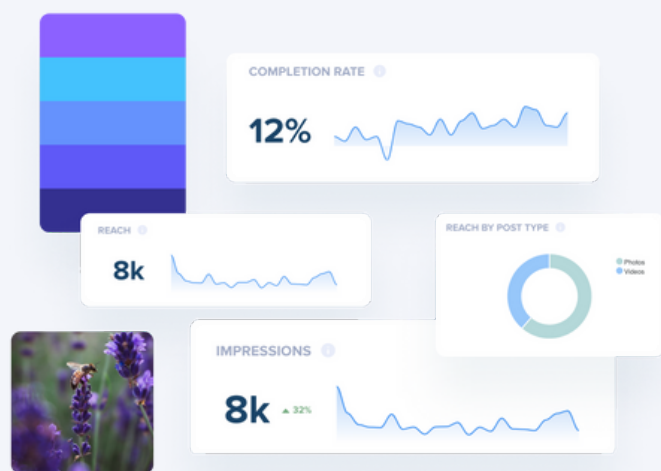 COMPLETION RATE
12%
REACH
8k
REACH BY POST TYPE
Photos
Videos
IMPRESSIONS
8k
32%